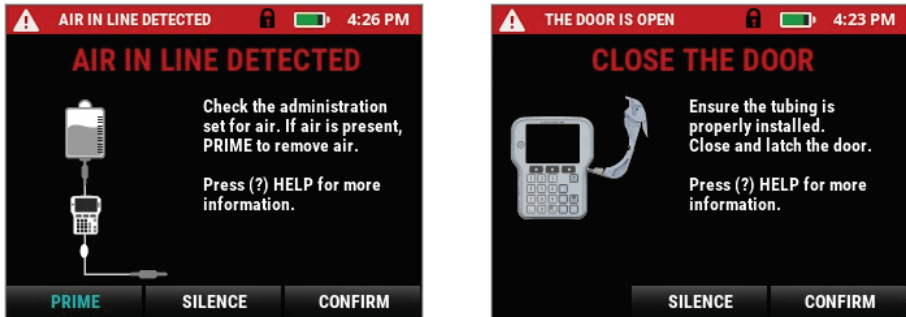 AIR IN LINE DETECTED 4:26 PM
AIR IN LINE DETECTED
Check the administration
set for air. If air is present,
PRIME to remove air.
Press (?) HELP for more
information.
PRIME SILENCE CONFIRM
THE DOOR IS OPEN 4:23 PM
CLOSE THE DOOR
Ensure the tubing is
properly installed.
Close and latch the door.
Press (?) HELP for more
information.
SILENCE CONFIRM